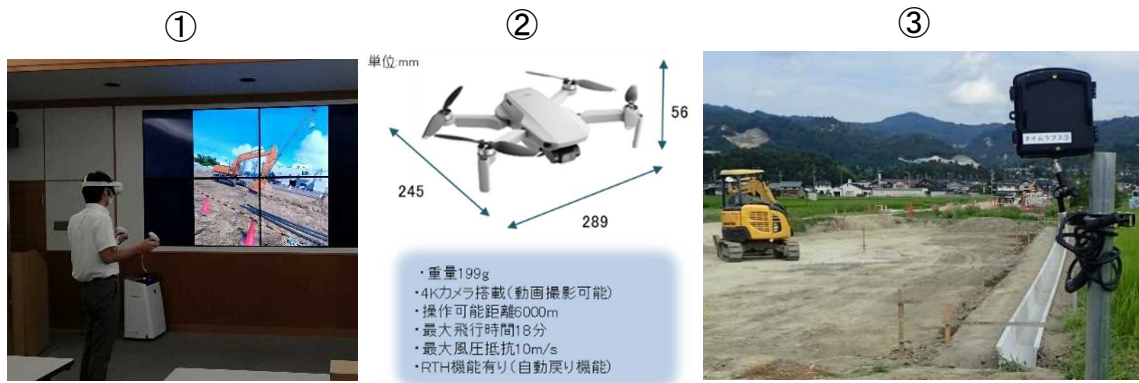 ①
②
③
単位:mm
56
245
289
・重量199g
・4Kカメラ搭載(動画撮影可能)
・操作可能距離6000m
・最大飛行時間18分
・最大風圧抵抗10m/s
・RTH機能有り(自動戻り機能)
タイムラプス③